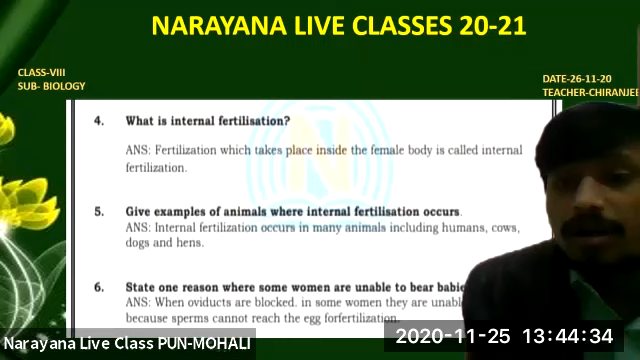 NARAYANA LIVE CLASSES 20-21
CLASS-VIII
SUB- BIOLOGY
DATE-26-11-20
TEACHER-CHIRANJEE
4. What is internal fertilisation?
ANS: Fertilization which takes place inside the female body is called internal
fertilization.
5. Give examples of animals where internal fertilisation occurs.
ANS: Internal fertilization occurs in many animals including humans, cows,
dogs and hens.
6. State one reason where some women are unable to bear babie
ANS: When oviducts are blocked. in some women they are unabl
because sperms cannot reach the egg forfertilization.
Narayana Live Class PUN-MOHALI
2020-11-25 13:44:34